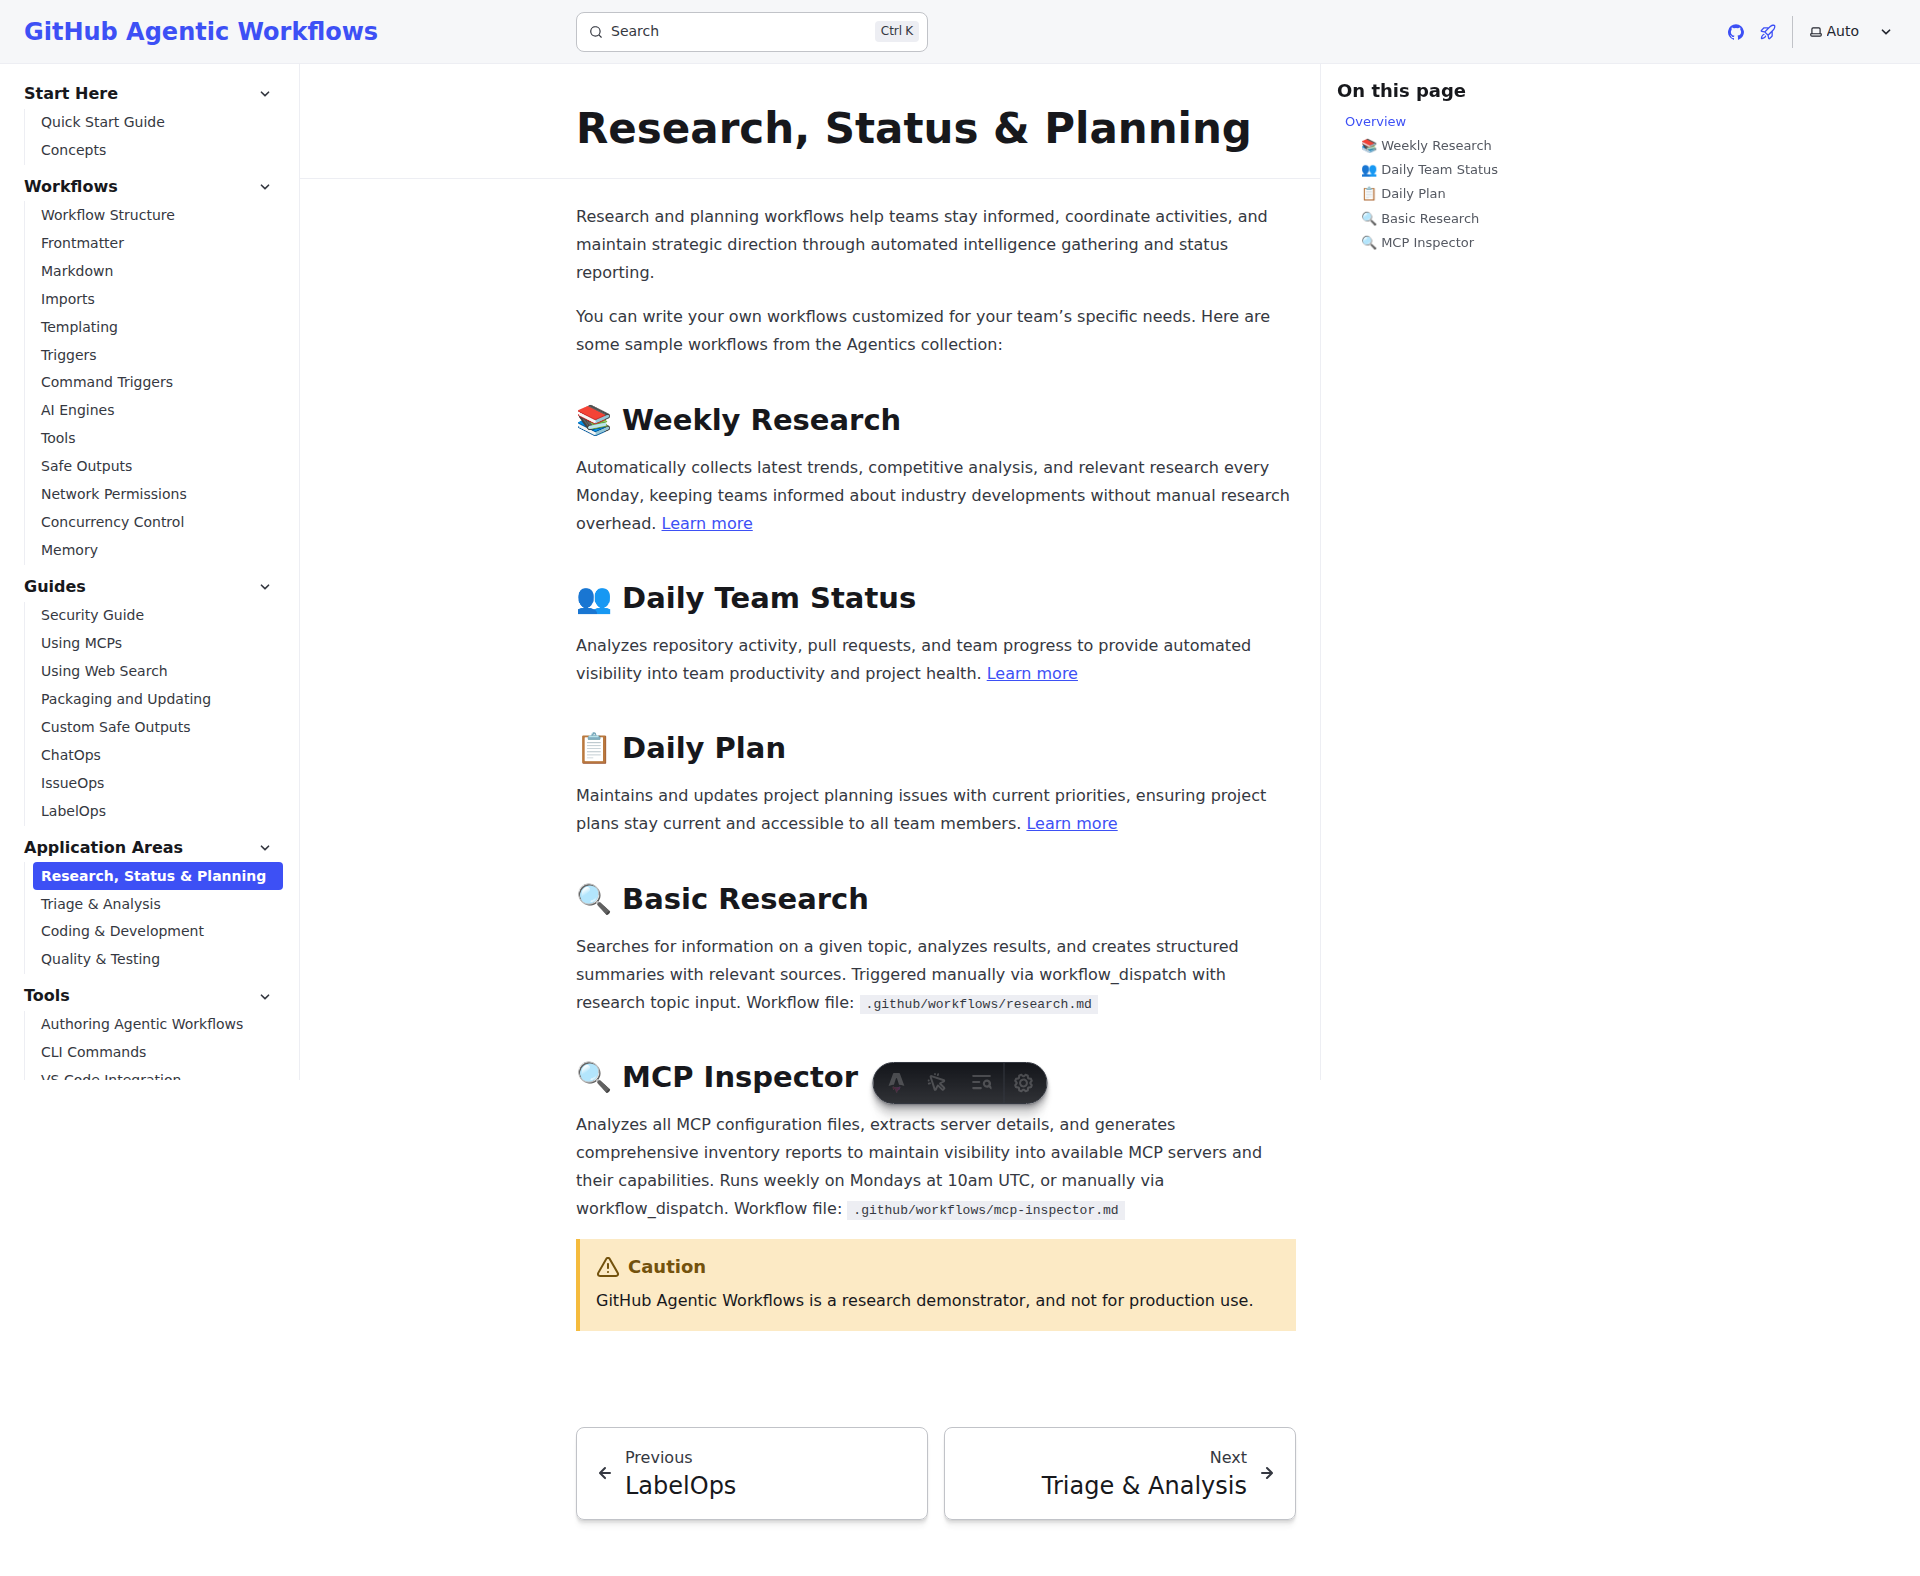 GitHub Agentic Workflows
Search
Ctrl K
Auto
Start Here
Quick Start Guide
Concepts
Workflows
Workflow Structure
Frontmatter
Markdown
Imports
Templating
Triggers
Command Triggers
AI Engines
Tools
Safe Outputs
Network Permissions
Concurrency Control
Memory
Guides
Security Guide
Using MCPs
Using Web Search
Packaging and Updating
Custom Safe Outputs
ChatOps
IssueOps
LabelOps
Application Areas
Research, Status & Planning
Triage & Analysis
Coding & Development
Quality & Testing
Tools
Authoring Agentic Workflows
CLI Commands
VS Code Integration
Research, Status & Planning
Research and planning workflows help teams stay informed, coordinate activities, and
maintain strategic direction through automated intelligence gathering and status
reporting.
You can write your own workflows customized for your team’s specific needs. Here are
some sample workflows from the Agentics collection:
📚 Weekly Research
Automatically collects latest trends, competitive analysis, and relevant research every
Monday, keeping teams informed about industry developments without manual research
overhead. Learn more
👥 Daily Team Status
Analyzes repository activity, pull requests, and team progress to provide automated
visibility into team productivity and project health. Learn more
📋 Daily Plan
Maintains and updates project planning issues with current priorities, ensuring project
plans stay current and accessible to all team members. Learn more
🔍 Basic Research
Searches for information on a given topic, analyzes results, and creates structured
summaries with relevant sources. Triggered manually via workflow_dispatch with
research topic input. Workflow file: .github/workflows/research.md
🔍 MCP Inspector
Analyzes all MCP configuration files, extracts server details, and generates
comprehensive inventory reports to maintain visibility into available MCP servers and
their capabilities. Runs weekly on Mondays at 10am UTC, or manually via
workflow_dispatch. Workflow file: .github/workflows/mcp-inspector.md
Caution
GitHub Agentic Workflows is a research demonstrator, and not for production use.
Previous
LabelOps
Next
Triage & Analysis
On this page
Overview
📚 Weekly Research
👥 Daily Team Status
📋 Daily Plan
🔍 Basic Research
🔍 MCP Inspector